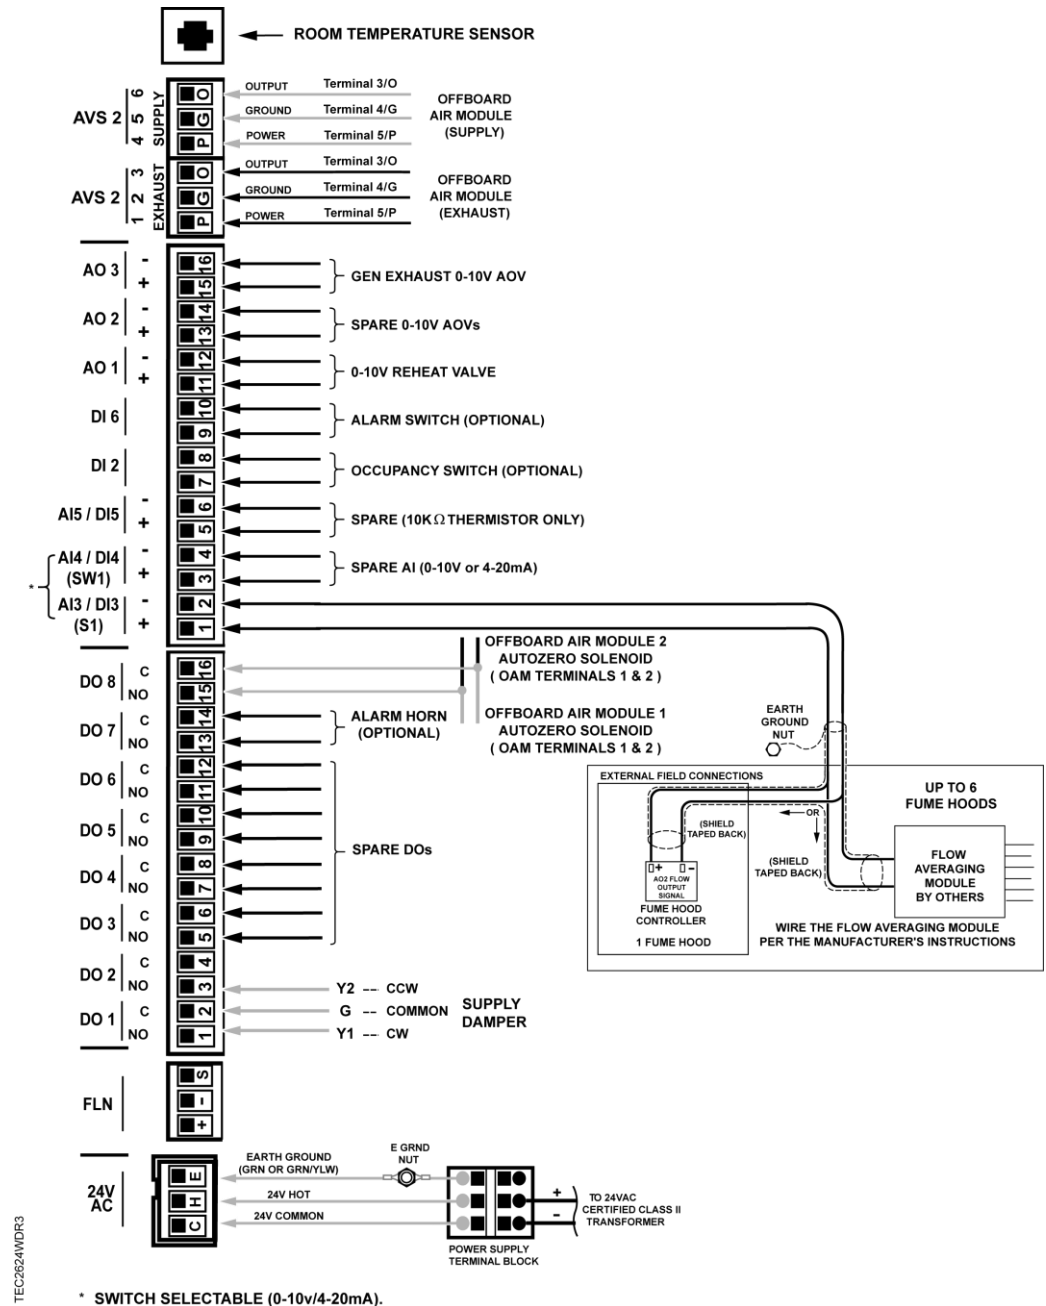 ROOM TEMPERATURE SENSOR
AVS 2
4 5 6
SUPPLY
O
G
P
OUTPUT Terminal 3/O
GROUND Terminal 4/G
POWER Terminal 5/P
OFFBOARD
AIR MODULE
(SUPPLY)
AVS 2
1 2 3
EXHAUST
O
G
P
OUTPUT Terminal 3/O
GROUND Terminal 4/G
POWER Terminal 5/P
OFFBOARD
AIR MODULE
(EXHAUST)
AO 3 - 16
+ 15
GEN EXHAUST 0-10V AOV
AO 2 - 14
+ 13
SPARE 0-10V AOVs
AO 1 - 12
+ 11
0-10V REHEAT VALVE
DI 6 10
9
ALARM SWITCH (OPTIONAL)
DI 2 8
7
OCCUPANCY SWITCH (OPTIONAL)
AI5 / DI5 - 6
+ 5
SPARE (10KΩ THERMISTOR ONLY)
* AI4 / DI4 - 4
(SW1) + 3
SPARE AI (0-10V or 4-20mA)
AI3 / DI3 - 2
(S1) + 1
DO 8 C 16
NO 15
OFFBOARD AIR MODULE 2
AUTOZERO SOLENOID
( OAM TERMINALS 1 & 2 )
OFFBOARD AIR MODULE 1
AUTOZERO SOLENOID
( OAM TERMINALS 1 & 2 )
DO 7 C 14
NO 13
ALARM HORN
(OPTIONAL)
DO 6 C 12
NO 11
DO 5 C 10
NO 9
SPARE DOs
DO 4 C 8
NO 7
DO 3 C 6
NO 5
DO 2 C 4
NO 3
DO 1 C 2
NO 1
Y2 -- CCW
G -- COMMON
Y1 -- CW
SUPPLY
DAMPER
EARTH
GROUND
NUT
EXTERNAL FIELD CONNECTIONS
UP TO 6
FUME HOODS
OR
(SHIELD
TAPED BACK)
(SHIELD
TAPED BACK)
FLOW
AVERAGING
MODULE
BY OTHERS
+ -
AO2 FLOW
OUTPUT
SIGNAL
FUME HOOD
CONTROLLER
1 FUME HOOD
WIRE THE FLOW AVERAGING MODULE
PER THE MANUFACTURER'S INSTRUCTIONS
FLN
S
-
+
24V
AC
E
H
C
EARTH GROUND
(GRN OR GRN/YLW)
24V HOT
24V COMMON
E GRND
NUT
POWER SUPPLY
TERMINAL BLOCK
+
-
TO 24VAC
CERTIFIED CLASS II
TRANSFORMER
TEC2624WDR3
* SWITCH SELECTABLE (0-10v/4-20mA).